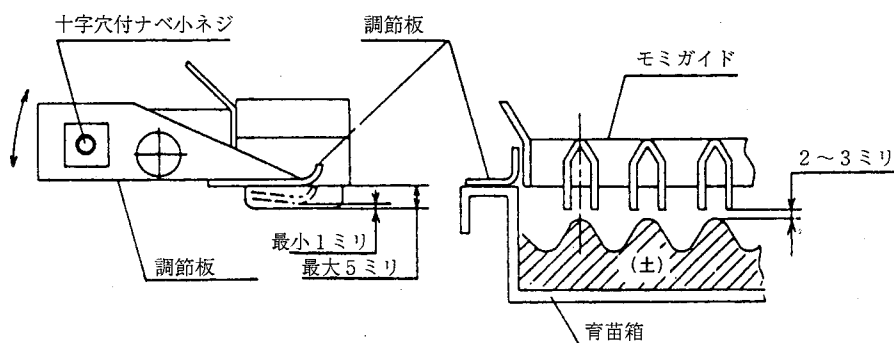 十字穴付ナベ小ネジ
調節板
モミガイド
2～3ミリ
最小1ミリ
最大5ミリ
調節板
(土)
育苗箱